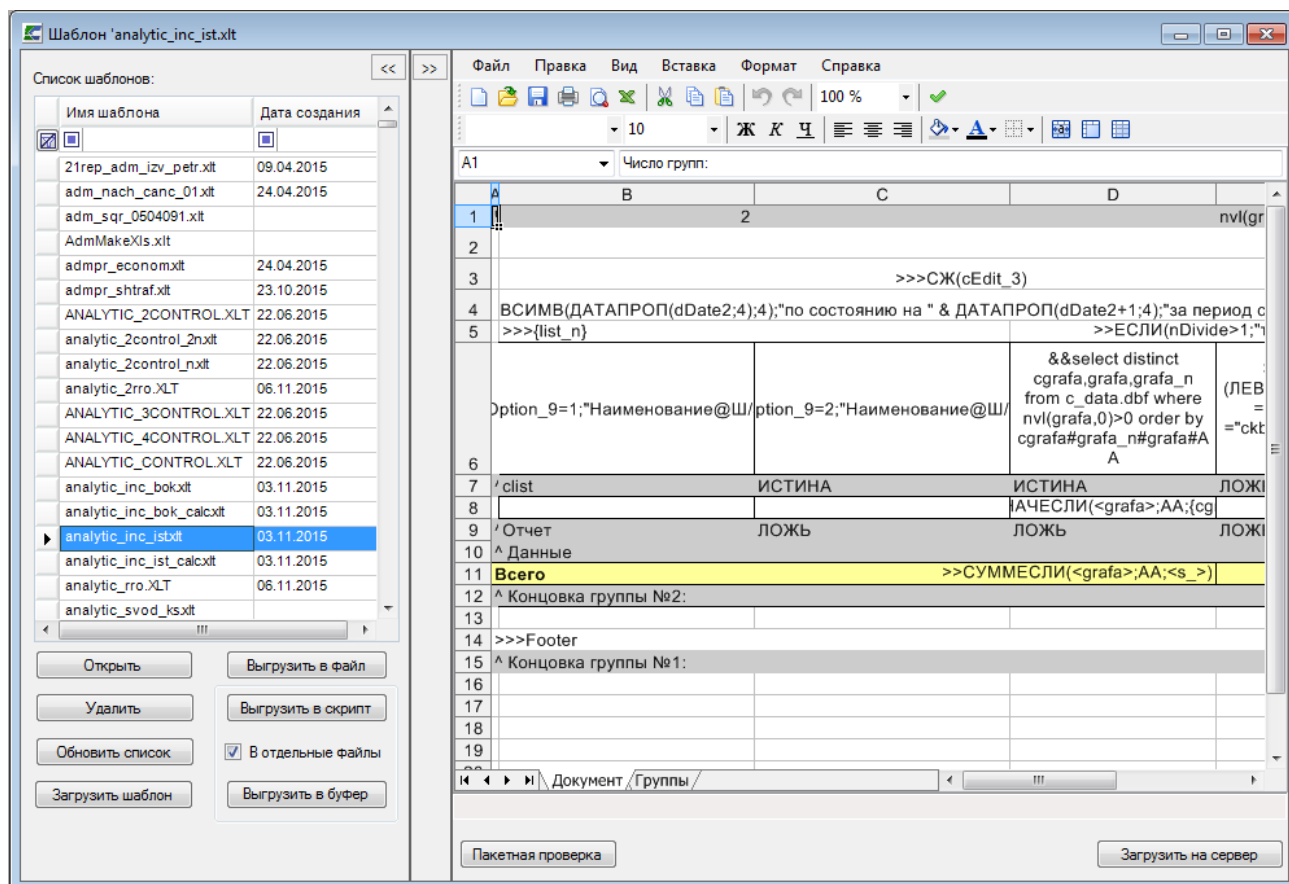 Шаблон 'analytic_inc_ist.xlt
<<
>>
Список шаблонов:
Имя шаблона Дата создания
21rep_adm_izv_petr.xlt 09.04.2015
adm_nach_canc_01.xlt 24.04.2015
adm_sqr_0504091.xlt
AdmMakeXls.xlt
admpr_econom.xlt 24.04.2015
admpr_shtraf.xlt 23.10.2015
ANALYTIC_2CONTROL.XLT 22.06.2015
analytic_2control_2n.xlt 22.06.2015
analytic_2control_n.xlt 22.06.2015
analytic_2rro.XLT 06.11.2015
ANALYTIC_3CONTROL.XLT 22.06.2015
ANALYTIC_4CONTROL.XLT 22.06.2015
ANALYTIC_CONTROL.XLT 22.06.2015
analytic_inc_bok.xlt 03.11.2015
analytic_inc_bok_calc.xlt 03.11.2015
analytic_inc_ist.xlt 03.11.2015
analytic_inc_ist_calc.xlt 03.11.2015
analytic_rro.XLT 06.11.2015
analytic_svod_ks.xlt
Открыть Выгрузить в файл
Удалить Выгрузить в скрипт
Обновить список В отдельные файлы
Загрузить шаблон Выгрузить в буфер
Файл Правка Вид Вставка Формат Справка
100 %
10 Ж К Ч A a
A1 Число групп:
A B C D
1 2 nvl(gr
2
3 >>>СЖ(cEdit_3)
4 ВСИМВ(ДАТАПРОП(dDate2;4);4);"по состоянию на " & ДАТАПРОП(dDate2+1;4);"за период с
5 >>>{list_n} >>ЕСЛИ(nDivide>1;"т
&&select distinct
cgrafa,grafa,grafa_n
from c_data.dbf where
nvl(grafa,0)>0 order by
cgrafa#grafa_n#grafa#A
A
(ЛЕВ
=
="ckb
6 Option_9=1;"Наименование@Ш/ ption_9=2;"Наименование@Ш/
7 ^ clist ИСТИНА ИСТИНА ЛОЖ
8 НАЧЕСЛИ(<grafa>;AA;{cg
9 ^ Отчет ЛОЖЬ ЛОЖЬ ЛОЖ
10 ^ Данные
11 Всего >>СУММЕСЛИ(<grafa>;AA;<s_>)
12 ^ Концовка группы №2:
13
14 >>>Footer
15 ^ Концовка группы №1:
16
17
18
19
Документ Группы
Пакетная проверка Загрузить на сервер